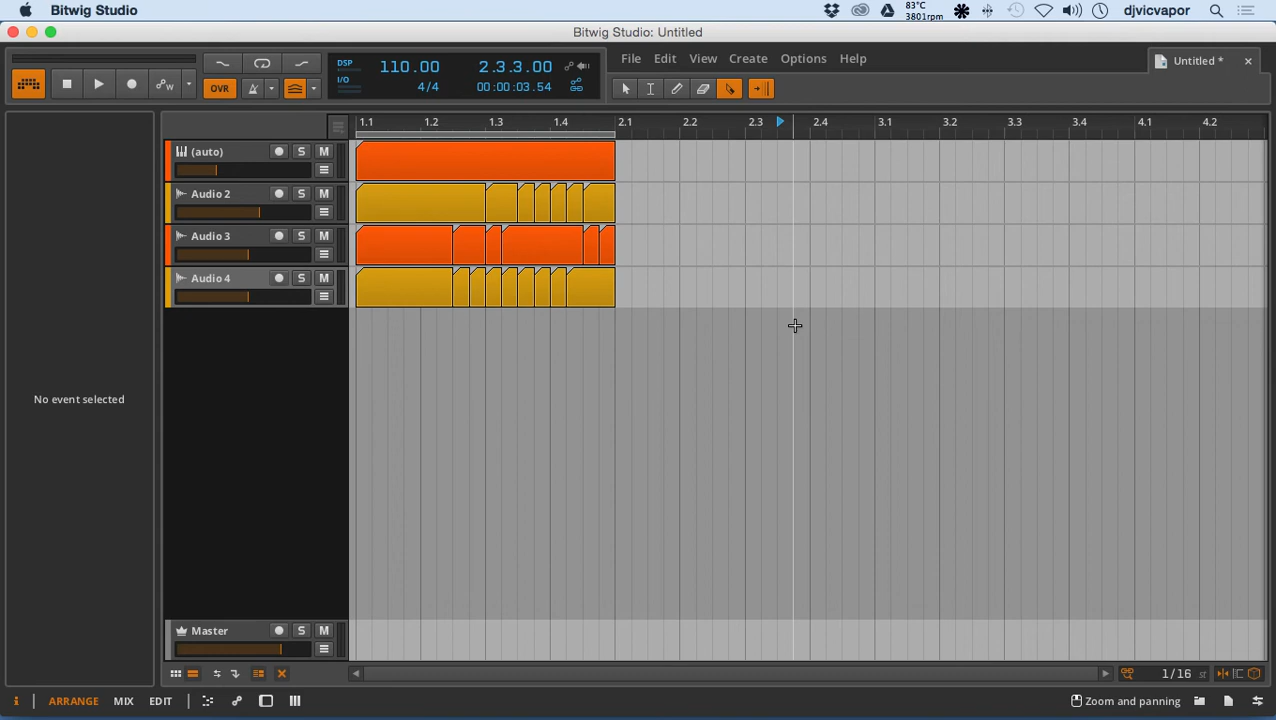 Bitwig Studio
83°C
3801rpm
djvicvapor
Bitwig Studio: Untitled
DSP
I/O
110.00
4/4
2.3.3.00
00:00:03.54
File Edit View Create Options Help
Untitled *
OVR
1.1 1.2 1.3 1.4 2.1 2.2 2.3 2.4 3.1 3.2 3.3 3.4 4.1 4.2
(auto) S M
Audio 2 S M
Audio 3 S M
Audio 4 S M
No event selected
Master S M
1/16 st
i ARRANGE MIX EDIT
Zoom and panning